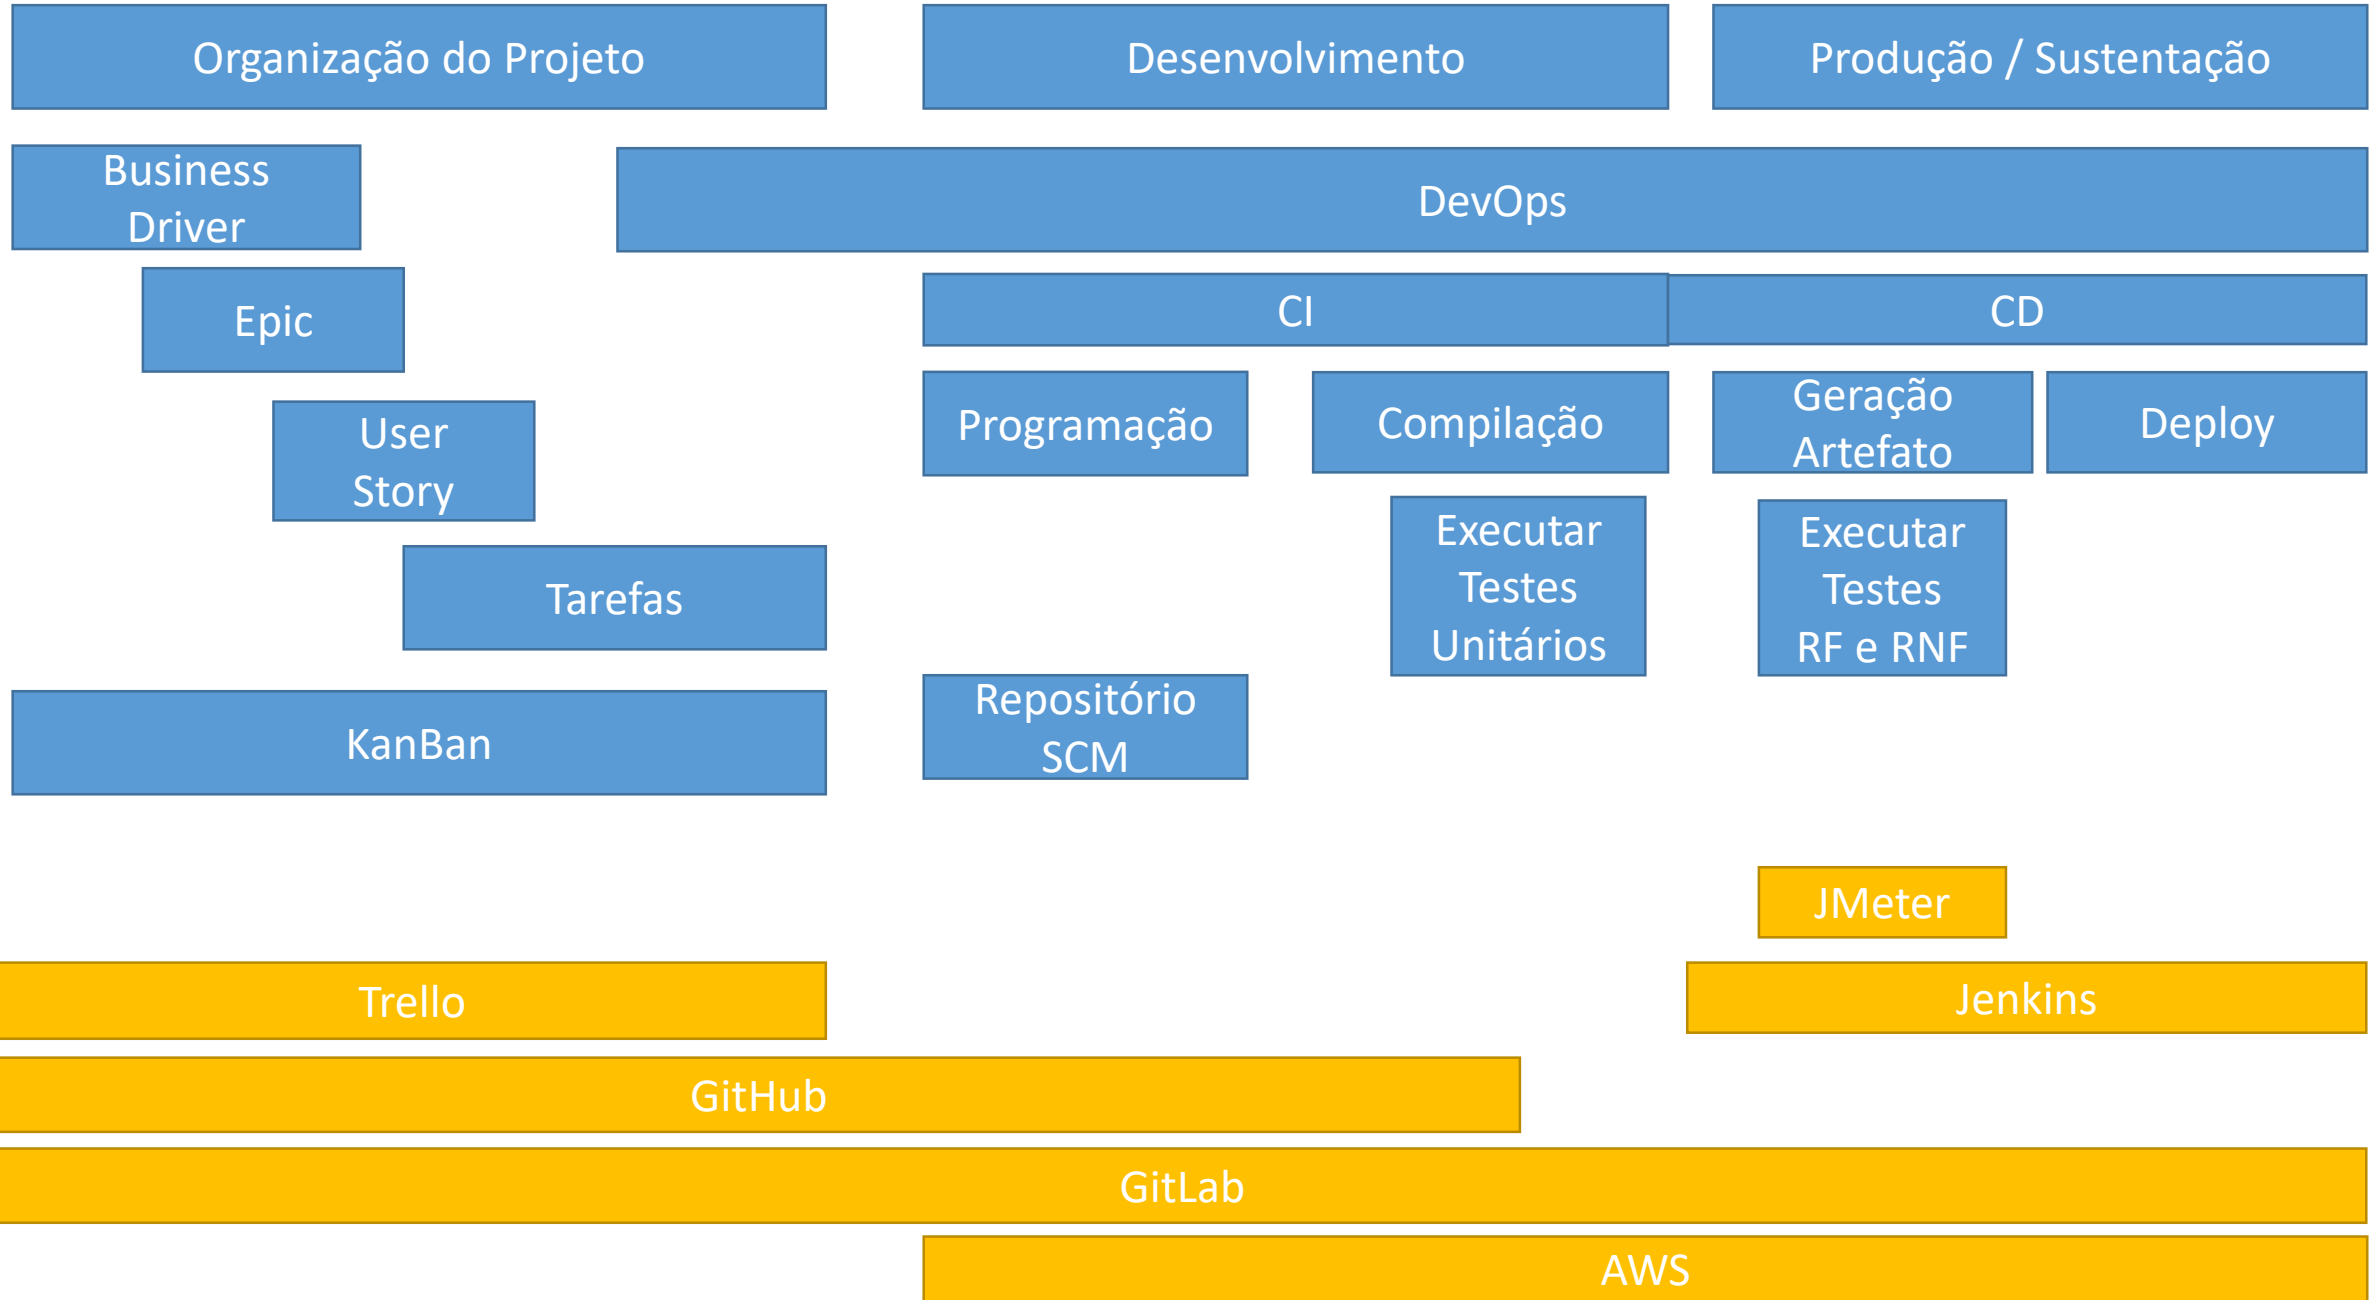 Organização do Projeto
Desenvolvimento
Produção / Sustentação
Business
Driver
DevOps
Epic
CI
CD
User
Story
Programação
Compilação
Geração
Artefato
Deploy
Tarefas
Executar
Testes
Unitários
Executar
Testes
RF e RNF
KanBan
Repositório
SCM
JMeter
Trello
Jenkins
GitHub
GitLab
AWS